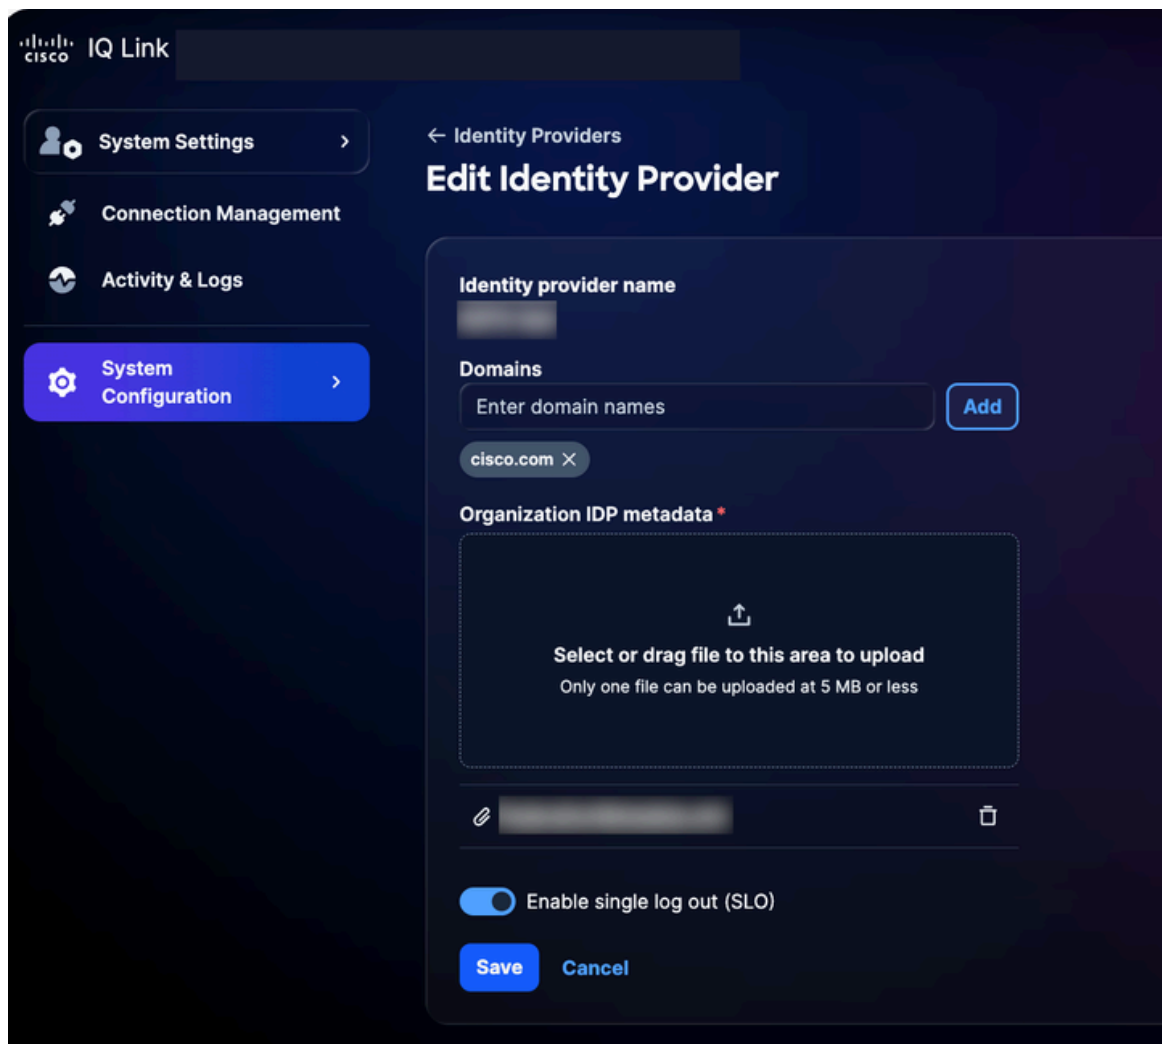 cisco IQ Link
System Settings
Connection Management
Activity & Logs
System
Configuration
← Identity Providers
Edit Identity Provider
Identity provider name
Domains
Enter domain names
Add
cisco.com
Organization IDP metadata*
Select or drag file to this area to upload
Only one file can be uploaded at 5 MB or less
Enable single log out (SLO)
Save Cancel